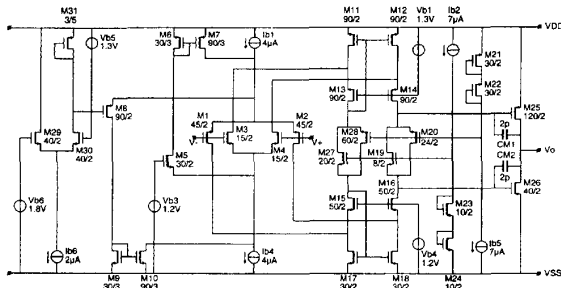 M31
3/5
Vb5
1.3V
M6
30/3
M7
90/3
Ib1
4µA
M11
90/2
M12
90/2
Vb1
1.3V
Ib2
7µA
VDD
M21
30/2
M22
30/2
M8
90/2
M13
90/2
M14
90/2
M25
120/2
M1
45/2
M2
45/2
M3
15/2
M4
15/2
V-
V+
M28
60/2
M20
24/2
2p
CM1
Vo
M29
40/2
M30
40/2
M5
30/2
M27
20/2
M19
8/2
CM2
2p
M26
40/2
Vb6
1.8V
Vb3
1.2V
M15
50/2
M16
50/2
M23
10/2
Ib6
2µA
Ib4
4µA
Vb4
1.2V
Ib5
7µA
VSS
M9
30/3
M10
90/3
M17
30/2
M18
30/2
M24
10/2